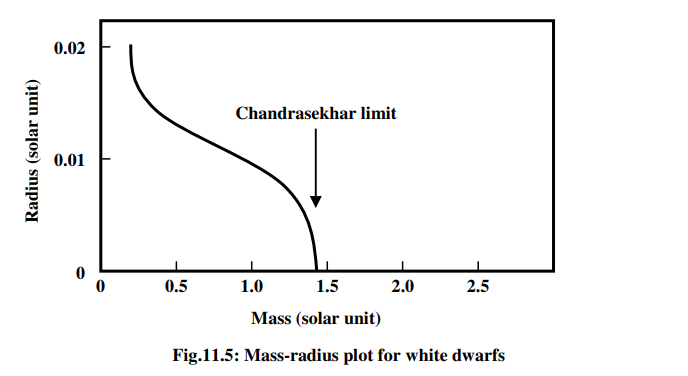 0.02
Chandrasekhar limit
0.01
Radius (solar unit)
0
0 0.5 1.0 1.5 2.0 2.5
Mass (solar unit)
Fig.11.5: Mass-radius plot for white dwarfs